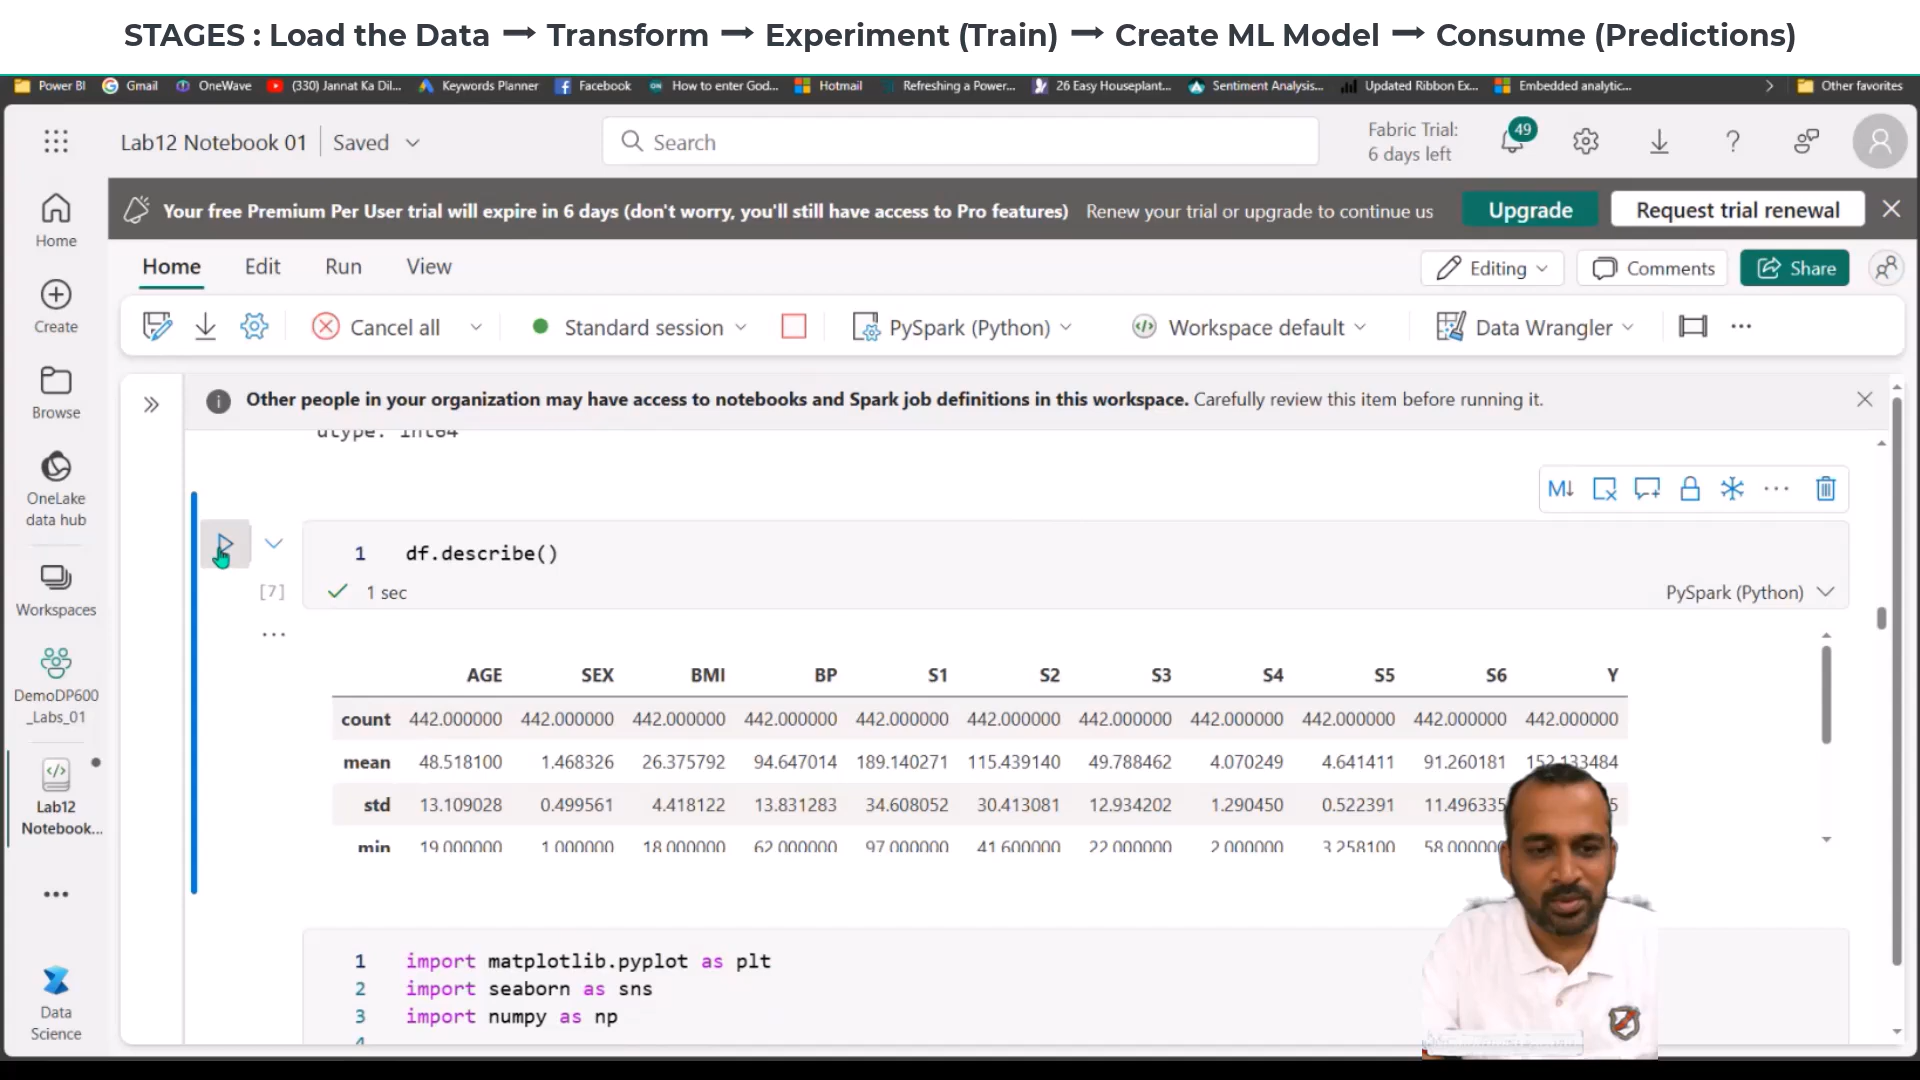 STAGES : Load the Data → Transform → Experiment (Train) → Create ML Model → Consume (Predictions)
Power BI Gmail OneWave (330) Jannat Ka Dil... Keywords Planner Facebook How to enter God... Hotmail Refreshing a Power... 26 Easy Houseplant... Sentiment Analysis... Updated Ribbon Ex... Embedded analytic... Other favorites
Lab12 Notebook 01 Saved Search
Fabric Trial:
6 days left
49
Your free Premium Per User trial will expire in 6 days (don't worry, you'll still have access to Pro features) Renew your trial or upgrade to continue us Upgrade Request trial renewal
Home
Create
Browse
OneLake
data hub
Workspaces
DemoDP600
_Labs_01
Lab12
Notebook...
Data
Science
Home Edit Run View Editing Comments Share
Cancel all Standard session PySpark (Python) Workspace default Data Wrangler ...
Other people in your organization may have access to notebooks and Spark job definitions in this workspace. Carefully review this item before running it.
dtype: int64
M↓ ...
1 df.describe()
[7] 1 sec PySpark (Python)
...
AGE SEX BMI BP S1 S2 S3 S4 S5 S6 Y
count 442.000000 442.000000 442.000000 442.000000 442.000000 442.000000 442.000000 442.000000 442.000000 442.000000 442.000000
mean 48.518100 1.468326 26.375792 94.647014 189.140271 115.439140 49.788462 4.070249 4.641411 91.260181 152.133484
std 13.109028 0.499561 4.418122 13.831283 34.608052 30.413081 12.934202 1.290450 0.522391 11.496335
min 19.000000 1.000000 18.000000 62.000000 97.000000 41.600000 22.000000 2.000000 3.258100 58.000000
1 import matplotlib.pyplot as plt
2 import seaborn as sns
3 import numpy as np
4